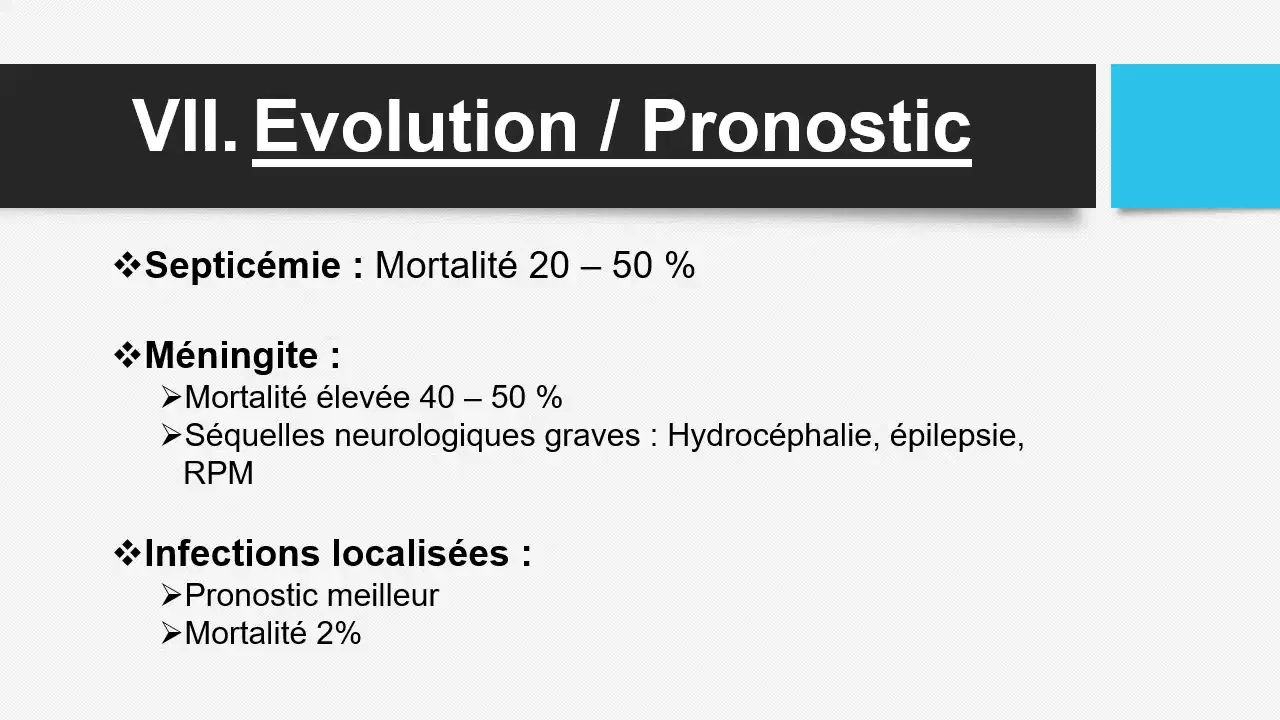 VII. Evolution / Pronostic
❖Septicémie : Mortalité 20 – 50 %
❖Méningite :
➢Mortalité élevée 40 – 50 %
➢Séquelles neurologiques graves : Hydrocéphalie, épilepsie,
RPM
❖Infections localisées :
➢Pronostic meilleur
➢Mortalité 2%